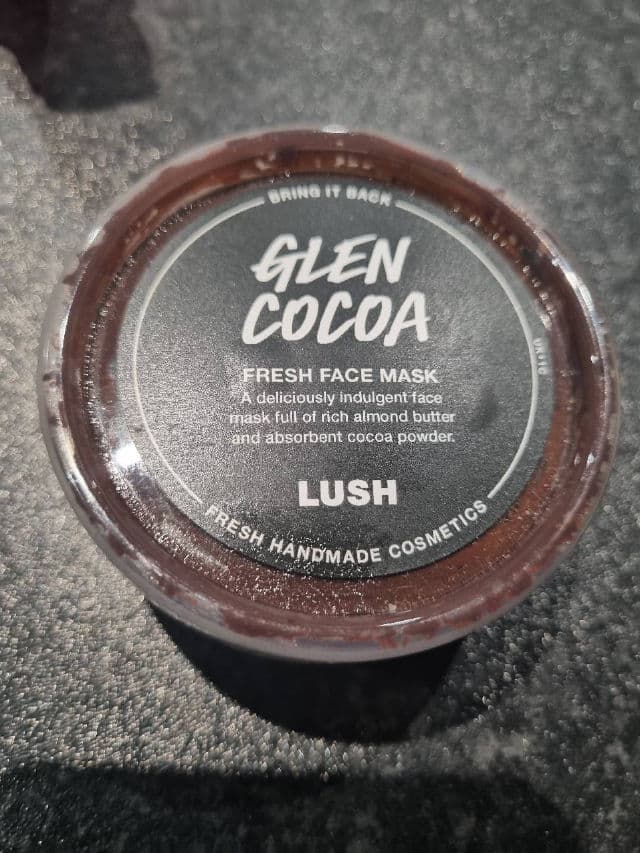 BRING IT BACK
GLEN
COCOA
FRESH FACE MASK
A deliciously indulgent face
mask full of rich almond butter
and absorbent cocoa powder.
LUSH
FRESH HANDMADE COSMETICS